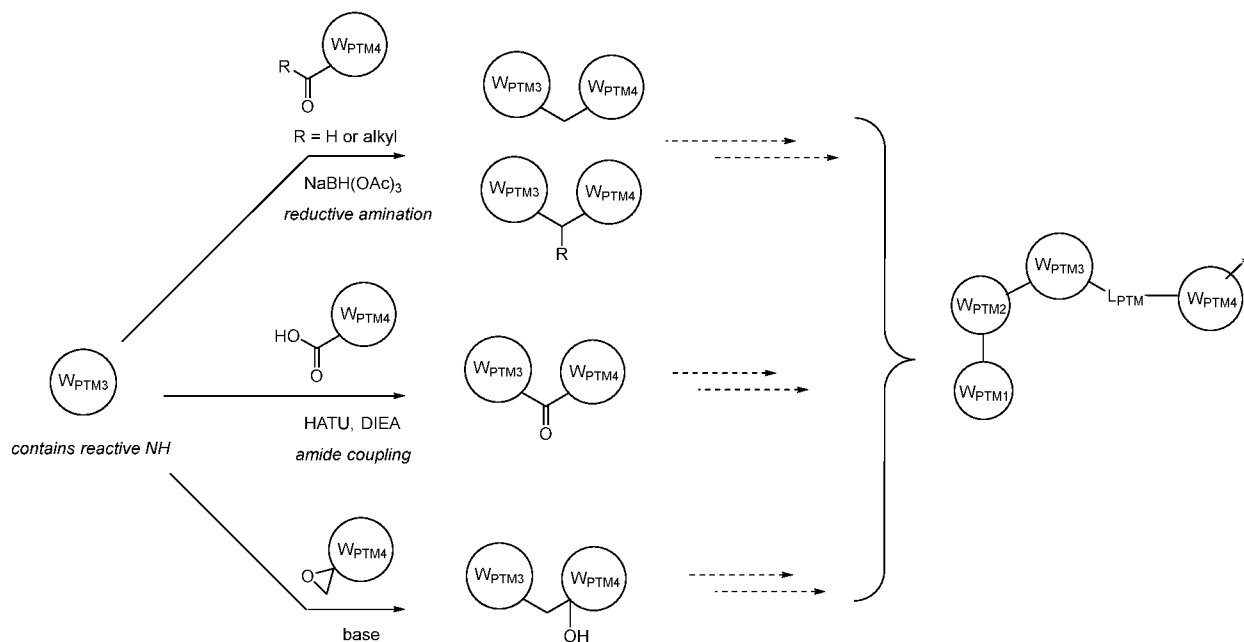 W_PTM4
R
O
R = H or alkyl
NaBH(OAc)₃
reductive amination
W_PTM3
W_PTM4
W_PTM3
W_PTM4
R
W_PTM4
HO
O
HATU, DIEA
amide coupling
W_PTM3
W_PTM4
O
W_PTM3
contains reactive NH
W_PTM4
O
base
W_PTM3
W_PTM4
OH
W_PTM3
W_PTM2
L_PTM
W_PTM4
W_PTM1